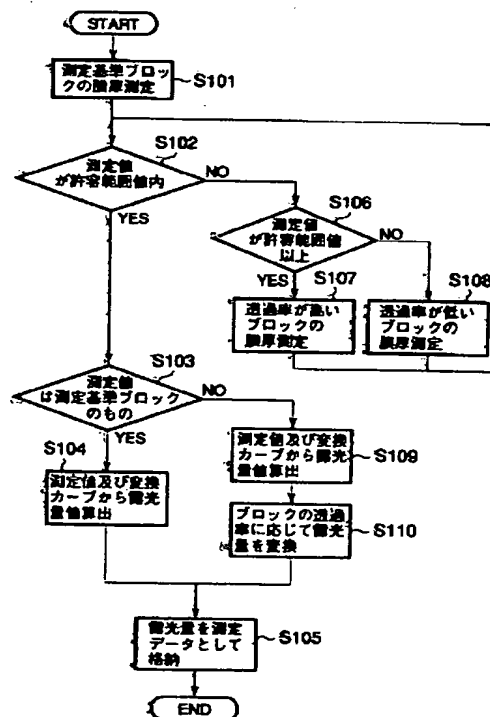 START
測定基準ブロッ
クの膜厚測定
S101
S102
測定値
が許容範囲値内
NO
YES
S106
測定値
が許容範囲値
以上
NO
YES
S107
S108
透過率が高い
ブロックの
膜厚測定
透過率が低い
ブロックの
膜厚測定
S103
測定値
は測定基準ブロック
のもの
NO
YES
S104
測定値及び変換
カーブから露光
量値算出
測定値及び変換
カーブから露光
量値算出
S109
ブロックの透過
率に応じて露光
量を変換
S110
露光量を測定
データとして
格納
S105
END